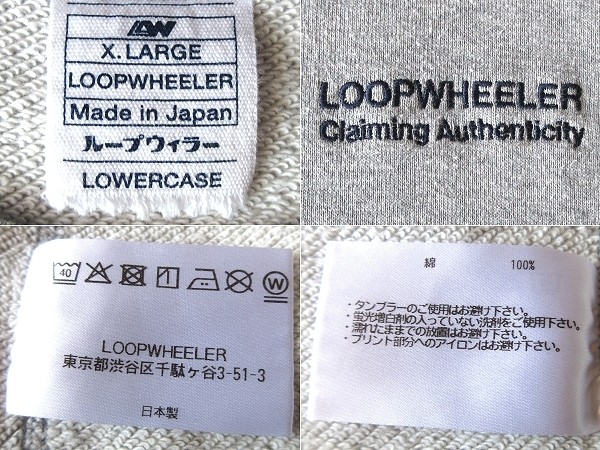 LW
X.LARGE
LOOPWHEELER
Made in Japan
ループウィラー
LOWERCASE
LOOPWHEELER
Claiming Authenticity
40
W
LOOPWHEELER
東京都渋谷区千駄ヶ谷3-51-3
日本製
綿 100%
・タンブラーのご使用はお避け下さい。
・蛍光増白剤の入っていない洗剤をご使用下さい。
・濡れたままでの放置はお避け下さい。
・プリント部分へのアイロンはお避け下さい。